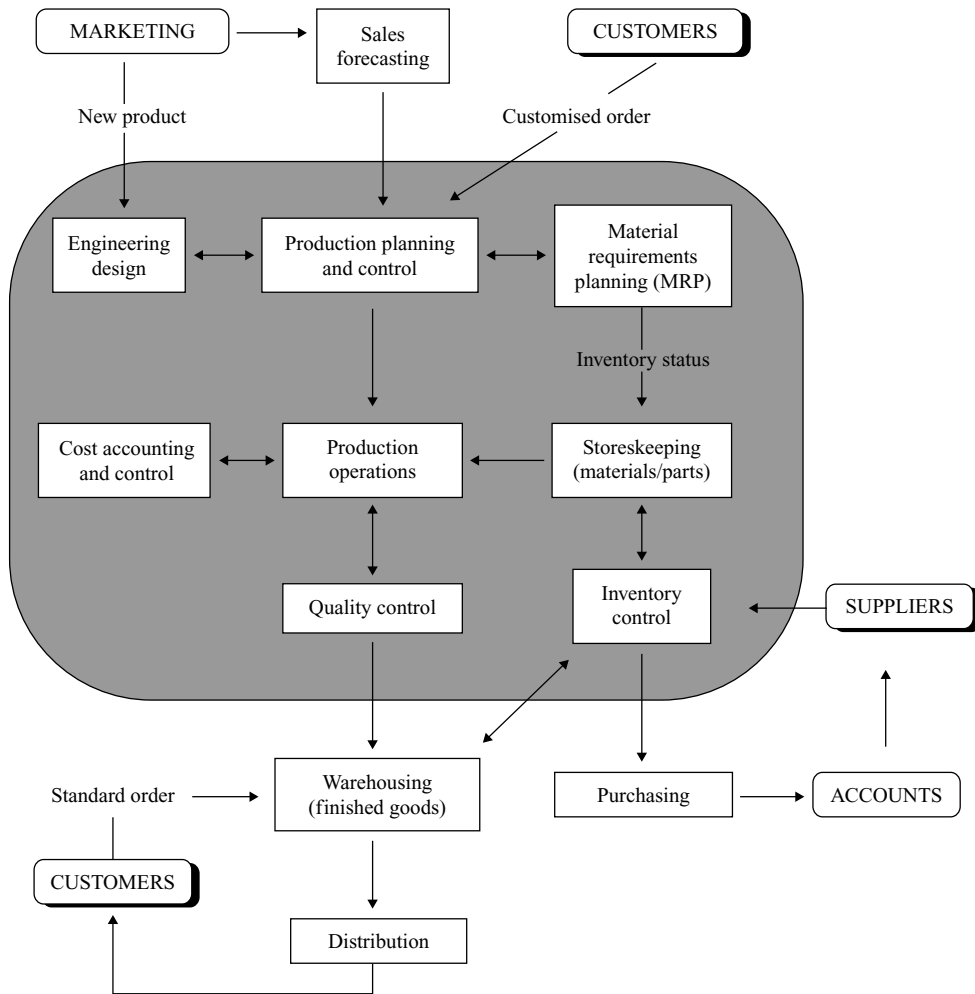 MARKETING
Sales
forecasting
CUSTOMERS
New product
Customised order
Engineering
design
Production planning
and control
Material
requirements
planning (MRP)
Inventory status
Cost accounting
and control
Production
operations
Storeskeeping
(materials/parts)
Quality control
Inventory
control
SUPPLIERS
Standard order
Warehousing
(finished goods)
Purchasing
ACCOUNTS
CUSTOMERS
Distribution